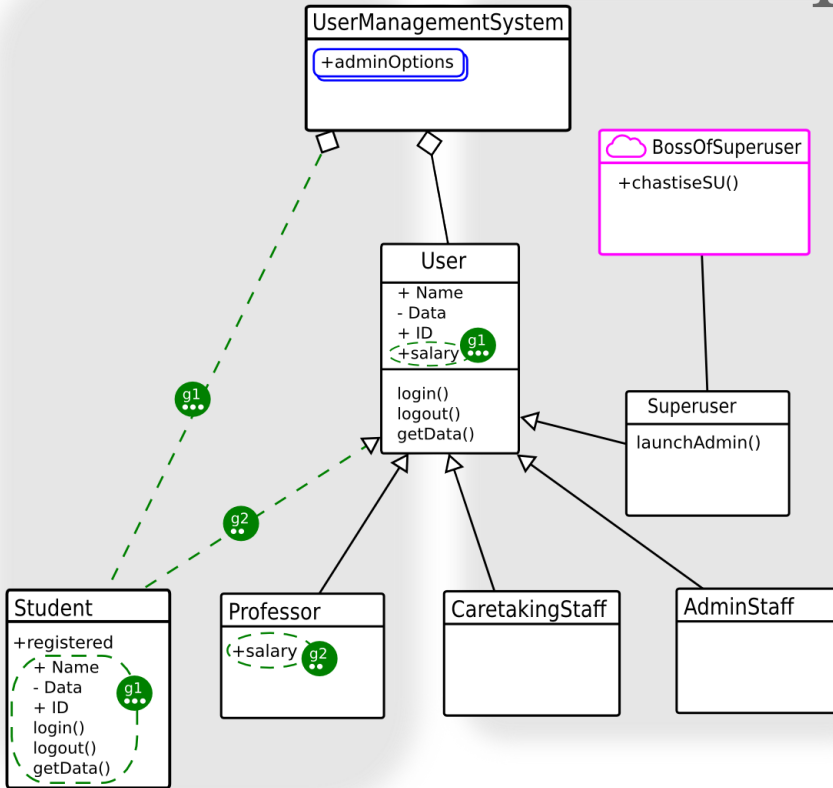 UserManagementSystem
+adminOptions
BossOfSuperuser
+chastiseSU()
User
+ Name
- Data
+ ID
+salary
g1
login()
logout()
getData()
Superuser
launchAdmin()
g1
g2
Student
+registered
+ Name
- Data
+ ID
login()
logout()
getData()
g1
Professor
+salary
g2
CaretakingStaff
AdminStaff